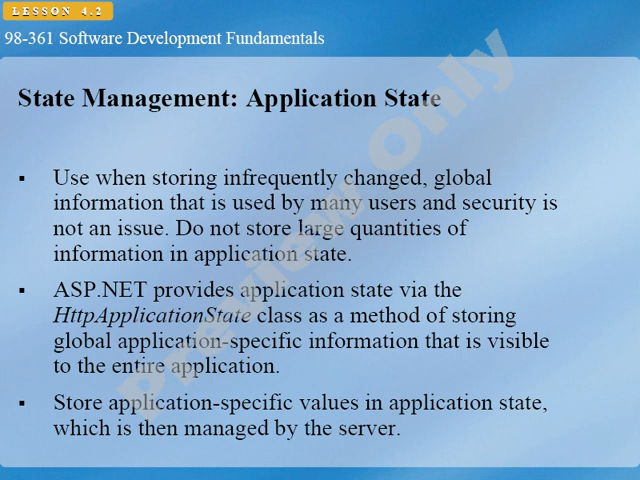 LESSON 4.2
98-361 Software Development Fundamentals
State Management: Application State
▪ Use when storing infrequently changed, global
information that is used by many users and security is
not an issue. Do not store large quantities of
information in application state.
▪ ASP.NET provides application state via the
HttpApplicationState class as a method of storing
global application-specific information that is visible
to the entire application.
▪ Store application-specific values in application state,
which is then managed by the server.
Preview Only